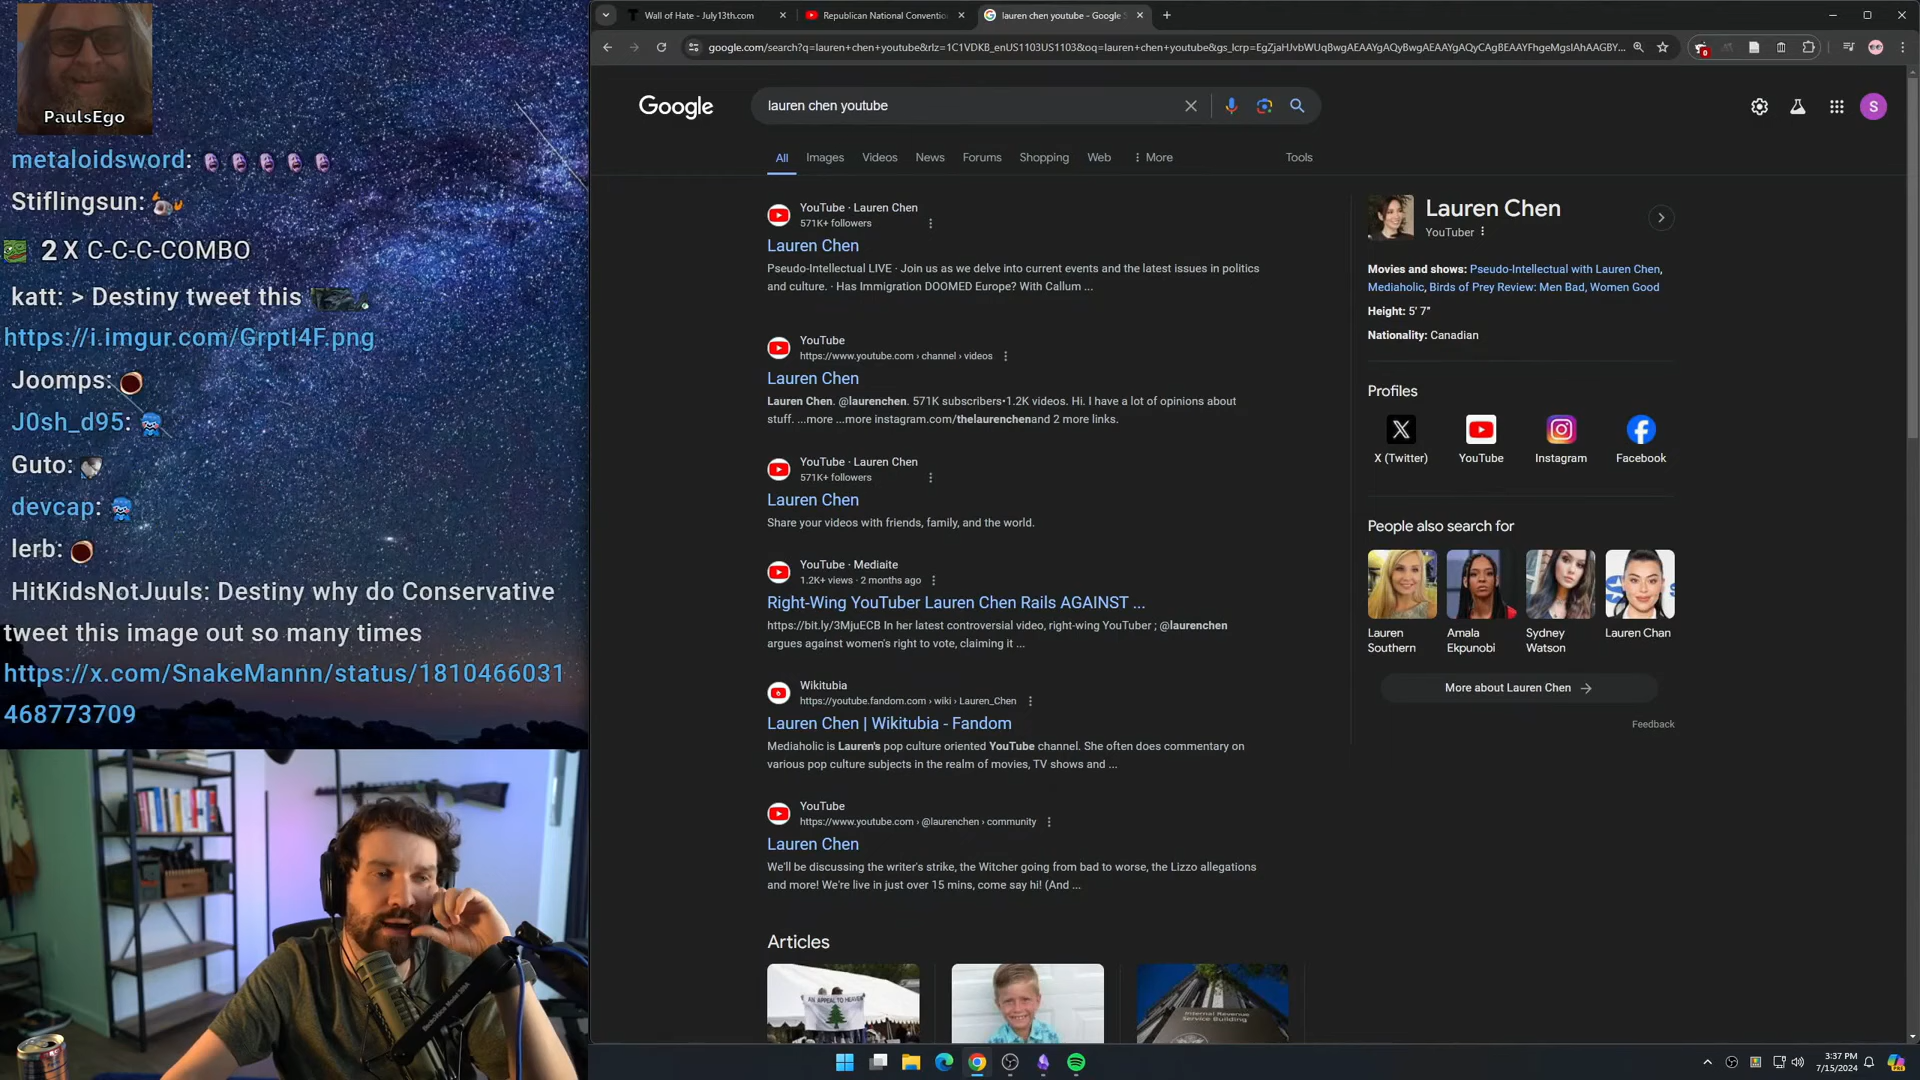 PaulsEgo
metaloidsword:
Stiflingsun:
2 X C-C-C-COMBO
katt: > Destiny tweet this
https://i.imgur.com/GrptI4F.png
Joomps:
J0sh_d95:
Guto:
devcap:
lerb:
HitKidsNotJuuls: Destiny why do Conservative
tweet this image out so many times
https://x.com/SnakeMannn/status/1810466031
468773709
Wall of Hate - July13th.com
Republican National Conventio
lauren chen youtube - Google S
google.com/search?q=lauren+chen+youtube&rlz=1C1VDKB_enUS1103US1103&oq=lauren+chen+youtube&gs_lcrp=EgZjaHJvbWUqBwgAEAAYgAQyBwgAEAAYgAQyCAgBEAAYFhgeMgsIAhAAGBY...
Google
lauren chen youtube
S
All Images Videos News Forums Shopping Web More Tools
YouTube · Lauren Chen
571K+ followers
Lauren Chen
Pseudo-Intellectual LIVE · Join us as we delve into current events and the latest issues in politics
and culture. · Has Immigration DOOMED Europe? With Callum ...
YouTube
https://www.youtube.com › channel › videos
Lauren Chen
Lauren Chen. @laurenchen. 571K subscribers•1.2K videos. Hi. I have a lot of opinions about
stuff. ...more ...more instagram.com/thelaurenchenand 2 more links.
YouTube · Lauren Chen
571K+ followers
Lauren Chen
Share your videos with friends, family, and the world.
YouTube · Mediaite
1.2K+ views · 2 months ago
Right-Wing YouTuber Lauren Chen Rails AGAINST ...
https://bit.ly/3MjuECB In her latest controversial video, right-wing YouTuber ; @laurenchen
argues against women's right to vote, claiming it ...
Wikitubia
https://youtube.fandom.com › wiki › Lauren_Chen
Lauren Chen | Wikitubia - Fandom
Mediaholic is Lauren's pop culture oriented YouTube channel. She often does commentary on
various pop culture subjects in the realm of movies, TV shows and ...
YouTube
https://www.youtube.com › @laurenchen › community
Lauren Chen
We'll be discussing the writer's strike, the Witcher going from bad to worse, the Lizzo allegations
and more! We're live in just over 15 mins, come say hi! (And ...
Articles
AN APPEAL TO HEAVEN
Internal Revenue
Service Building
Lauren Chen
YouTuber
Movies and shows: Pseudo-Intellectual with Lauren Chen,
Mediaholic, Birds of Prey Review: Men Bad, Women Good
Height: 5' 7"
Nationality: Canadian
Profiles
X (Twitter) YouTube Instagram Facebook
People also search for
Lauren
Southern
Amala
Ekpunobi
Sydney
Watson
Lauren Chan
More about Lauren Chen
Feedback
3:37 PM
7/15/2024